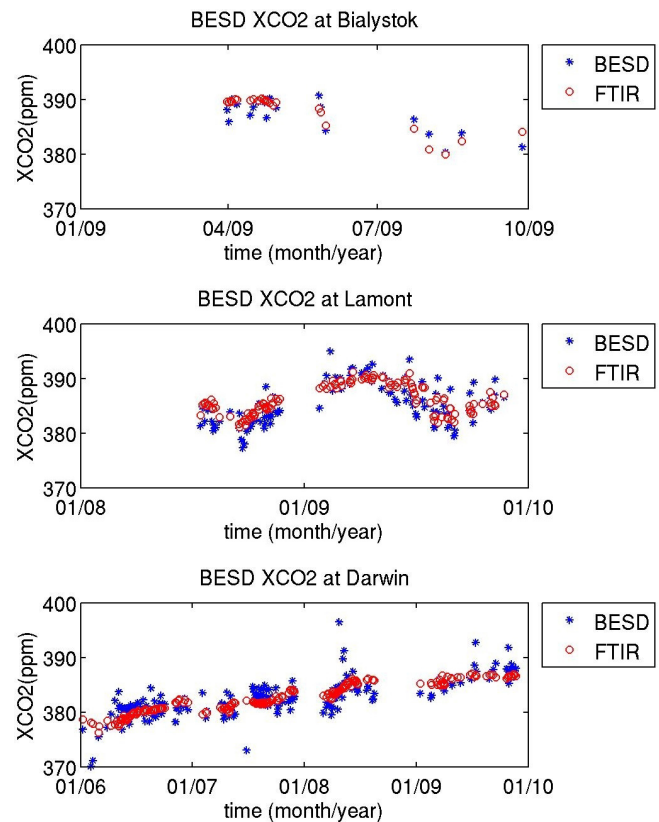 BESD XCO2 at Bialystok
400
390
380
370
XCO2(ppm)
01/09
04/09
07/09
10/09
time (month/year)
BESD
FTIR
BESD XCO2 at Lamont
400
390
380
370
XCO2(ppm)
01/08
01/09
01/10
time (month/year)
BESD
FTIR
BESD XCO2 at Darwin
400
390
380
370
XCO2(ppm)
01/06
01/07
01/08
01/09
01/10
time (month/year)
BESD
FTIR